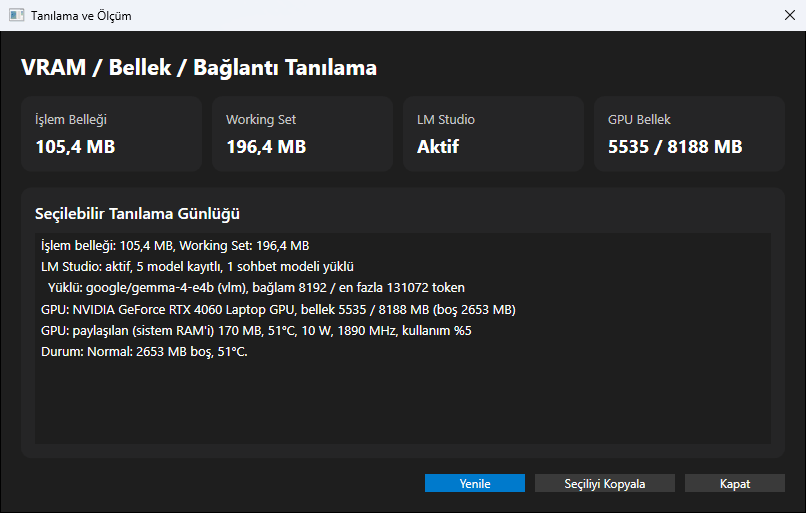 Tanılama ve Ölçüm
VRAM / Bellek / Bağlantı Tanılama
İşlem Belleği
105,4 MB
Working Set
196,4 MB
LM Studio
Aktif
GPU Bellek
5535 / 8188 MB
Seçilebilir Tanılama Günlüğü
İşlem belleği: 105,4 MB, Working Set: 196,4 MB
LM Studio: aktif, 5 model kayıtlı, 1 sohbet modeli yüklü
Yüklü: google/gemma-4-e4b (vlm), bağlam 8192 / en fazla 131072 token
GPU: NVIDIA GeForce RTX 4060 Laptop GPU, bellek 5535 / 8188 MB (boş 2653 MB)
GPU: paylaşılan (sistem RAM'i) 170 MB, 51°C, 10 W, 1890 MHz, kullanım %5
Durum: Normal: 2653 MB boş, 51°C.
Yenile
Seçiliyi Kopyala
Kapat